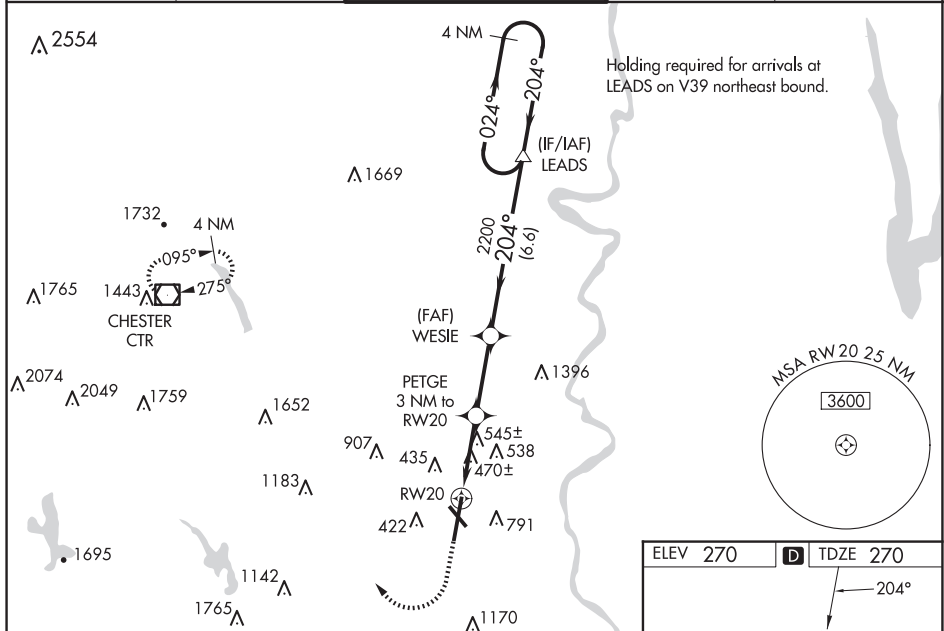 2554
4 NM
204°
024°
Holding required for arrivals at
LEADS on V39 northeast bound.
(IF/IAF)
LEADS
1669
1732
4 NM
095°
275°
2200
204°
(6.6)
1765
1443
CHESTER
CTR
(FAF)
WESIE
2074
2049
1759
1652
1396
PETGE
3 NM to
RW20
MSA RW20 25 NM
3600
907
435
545±
538
470±
1183
RW20
422
791
1695
1142
1765
1170
ELEV 270
D
TDZE 270
204°